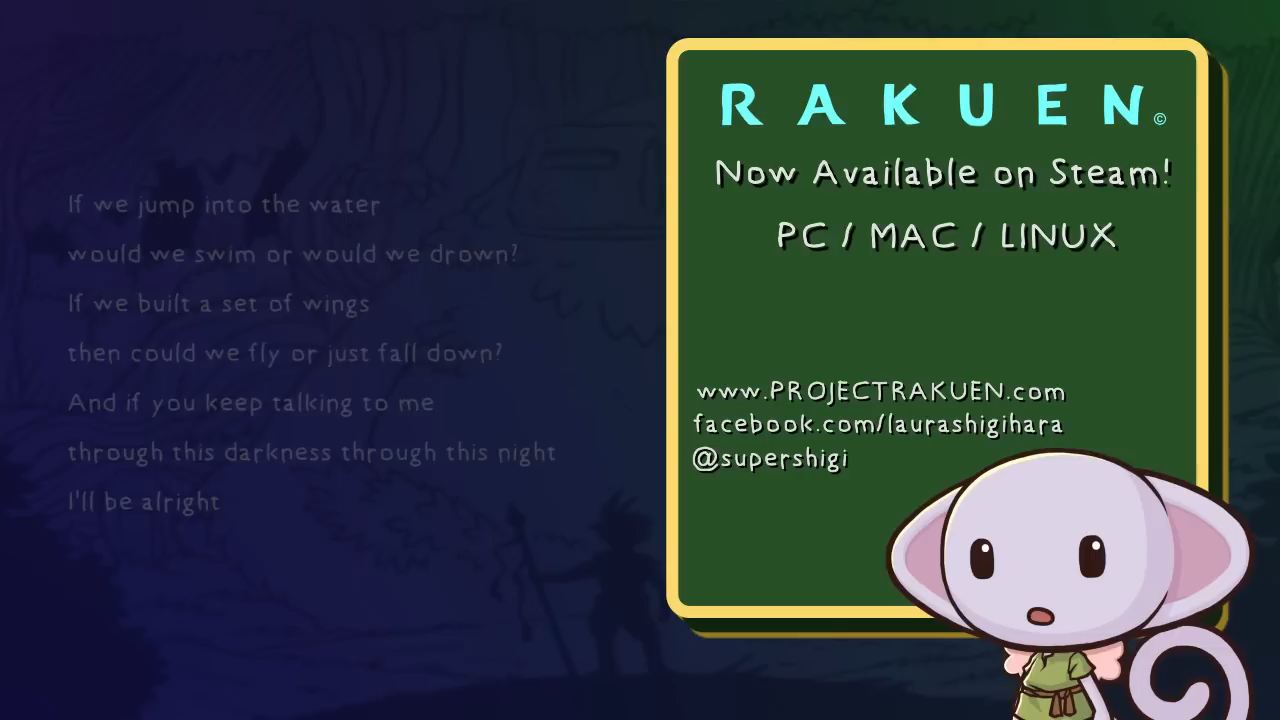 If we jump into the water
would we swim or would we drown?
If we built a set of wings
then could we fly or just fall down?
And if you keep talking to me
through this darkness through this night
I'll be alright
RAKUEN©
Now Available on Steam!
PC / MAC / LINUX
www.PROJECTRAKUEN.com
facebook.com/laurashigihara
@supershigi